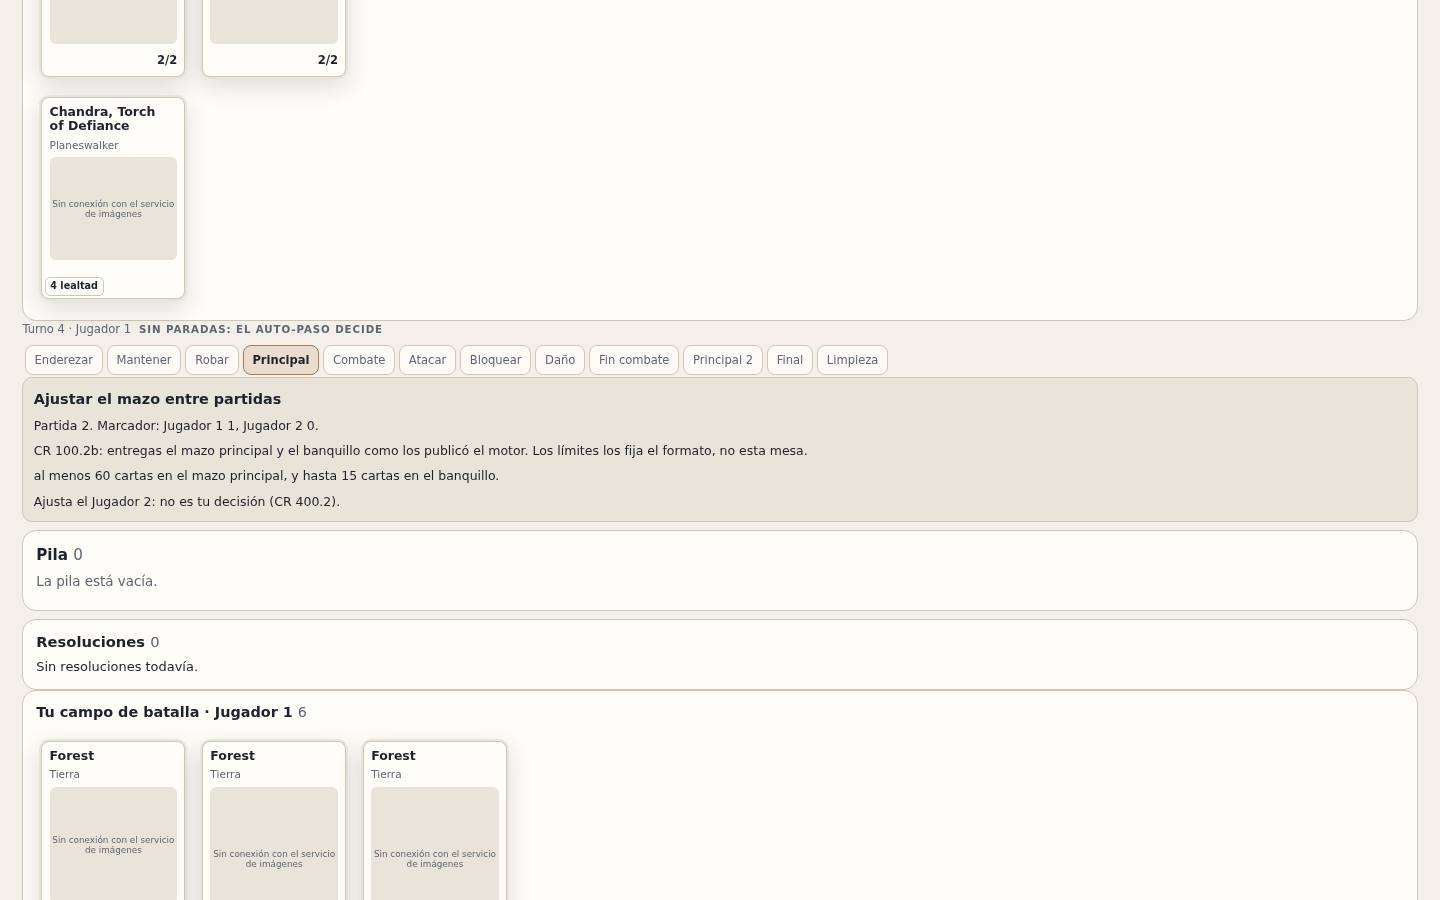 2/2
2/2
Chandra, Torch
of Defiance
Planeswalker
Sin conexión con el servicio
de imágenes
4 lealtad
Turno 4 · Jugador 1 SIN PARADAS: EL AUTO-PASO DECIDE
Enderezar Mantener Robar Principal Combate Atacar Bloquear Daño Fin combate Principal 2 Final Limpieza
Ajustar el mazo entre partidas
Partida 2. Marcador: Jugador 1 1, Jugador 2 0.
CR 100.2b: entregas el mazo principal y el banquillo como los publicó el motor. Los límites los fija el formato, no esta mesa.
al menos 60 cartas en el mazo principal, y hasta 15 cartas en el banquillo.
Ajusta el Jugador 2: no es tu decisión (CR 400.2).
Pila 0
La pila está vacía.
Resoluciones 0
Sin resoluciones todavía.
Tu campo de batalla · Jugador 1 6
Forest
Tierra
Sin conexión con el servicio
de imágenes
Forest
Tierra
Sin conexión con el servicio
de imágenes
Forest
Tierra
Sin conexión con el servicio
de imágenes